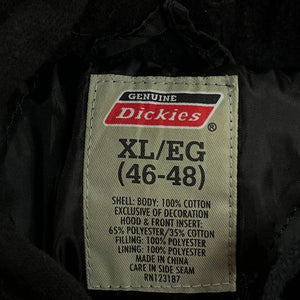 GENUINE
Dickies
®
XL/EG
(46-48)
SHELL: BODY: 100% COTTON
EXCLUSIVE OF DECORATION
HOOD & FRONT INSERT:
65% POLYESTER/35% COTTON
FILLING: 100% POLYESTER
LINING: 100% POLYESTER
MADE IN CHINA
CARE IN SIDE SEAM
RN123187